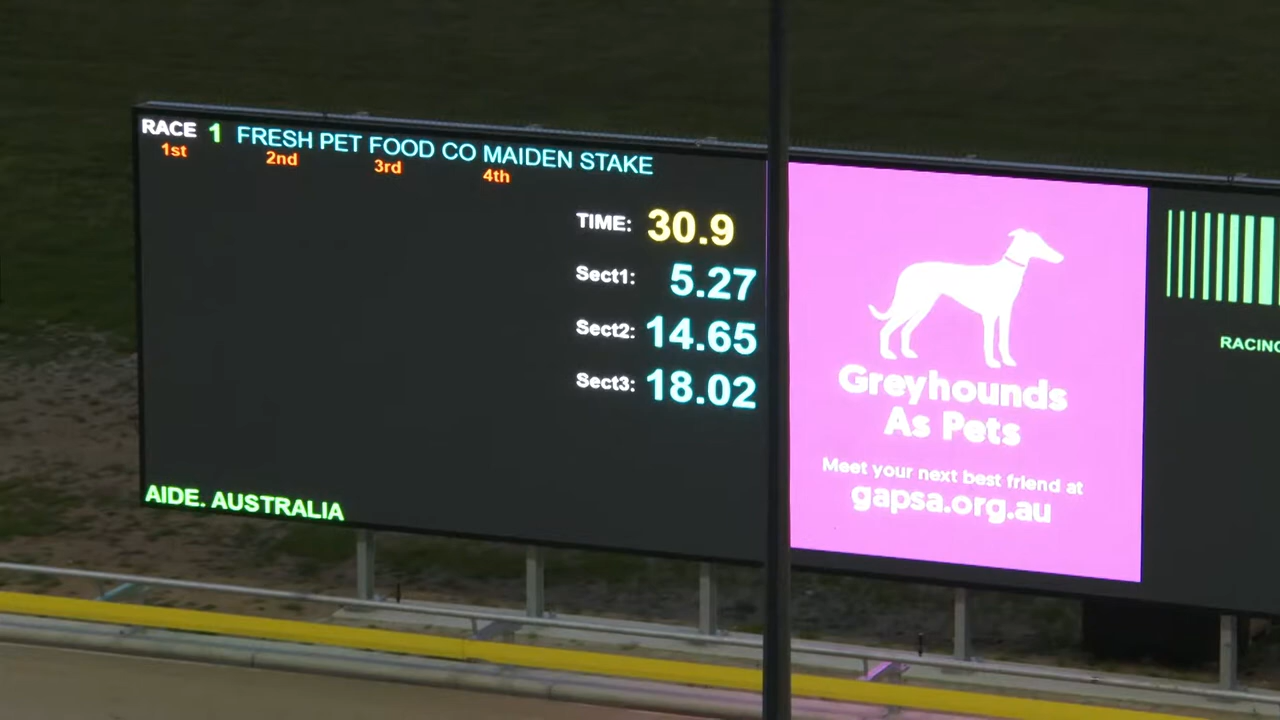 RACE 1 FRESH PET FOOD CO MAIDEN STAKE
1st 2nd 3rd 4th
TIME: 30.9
Sect1: 5.27
Sect2: 14.65
Sect3: 18.02
AIDE. AUSTRALIA
Greyhounds
As Pets
Meet your next best friend at
gapsa.org.au
RACING